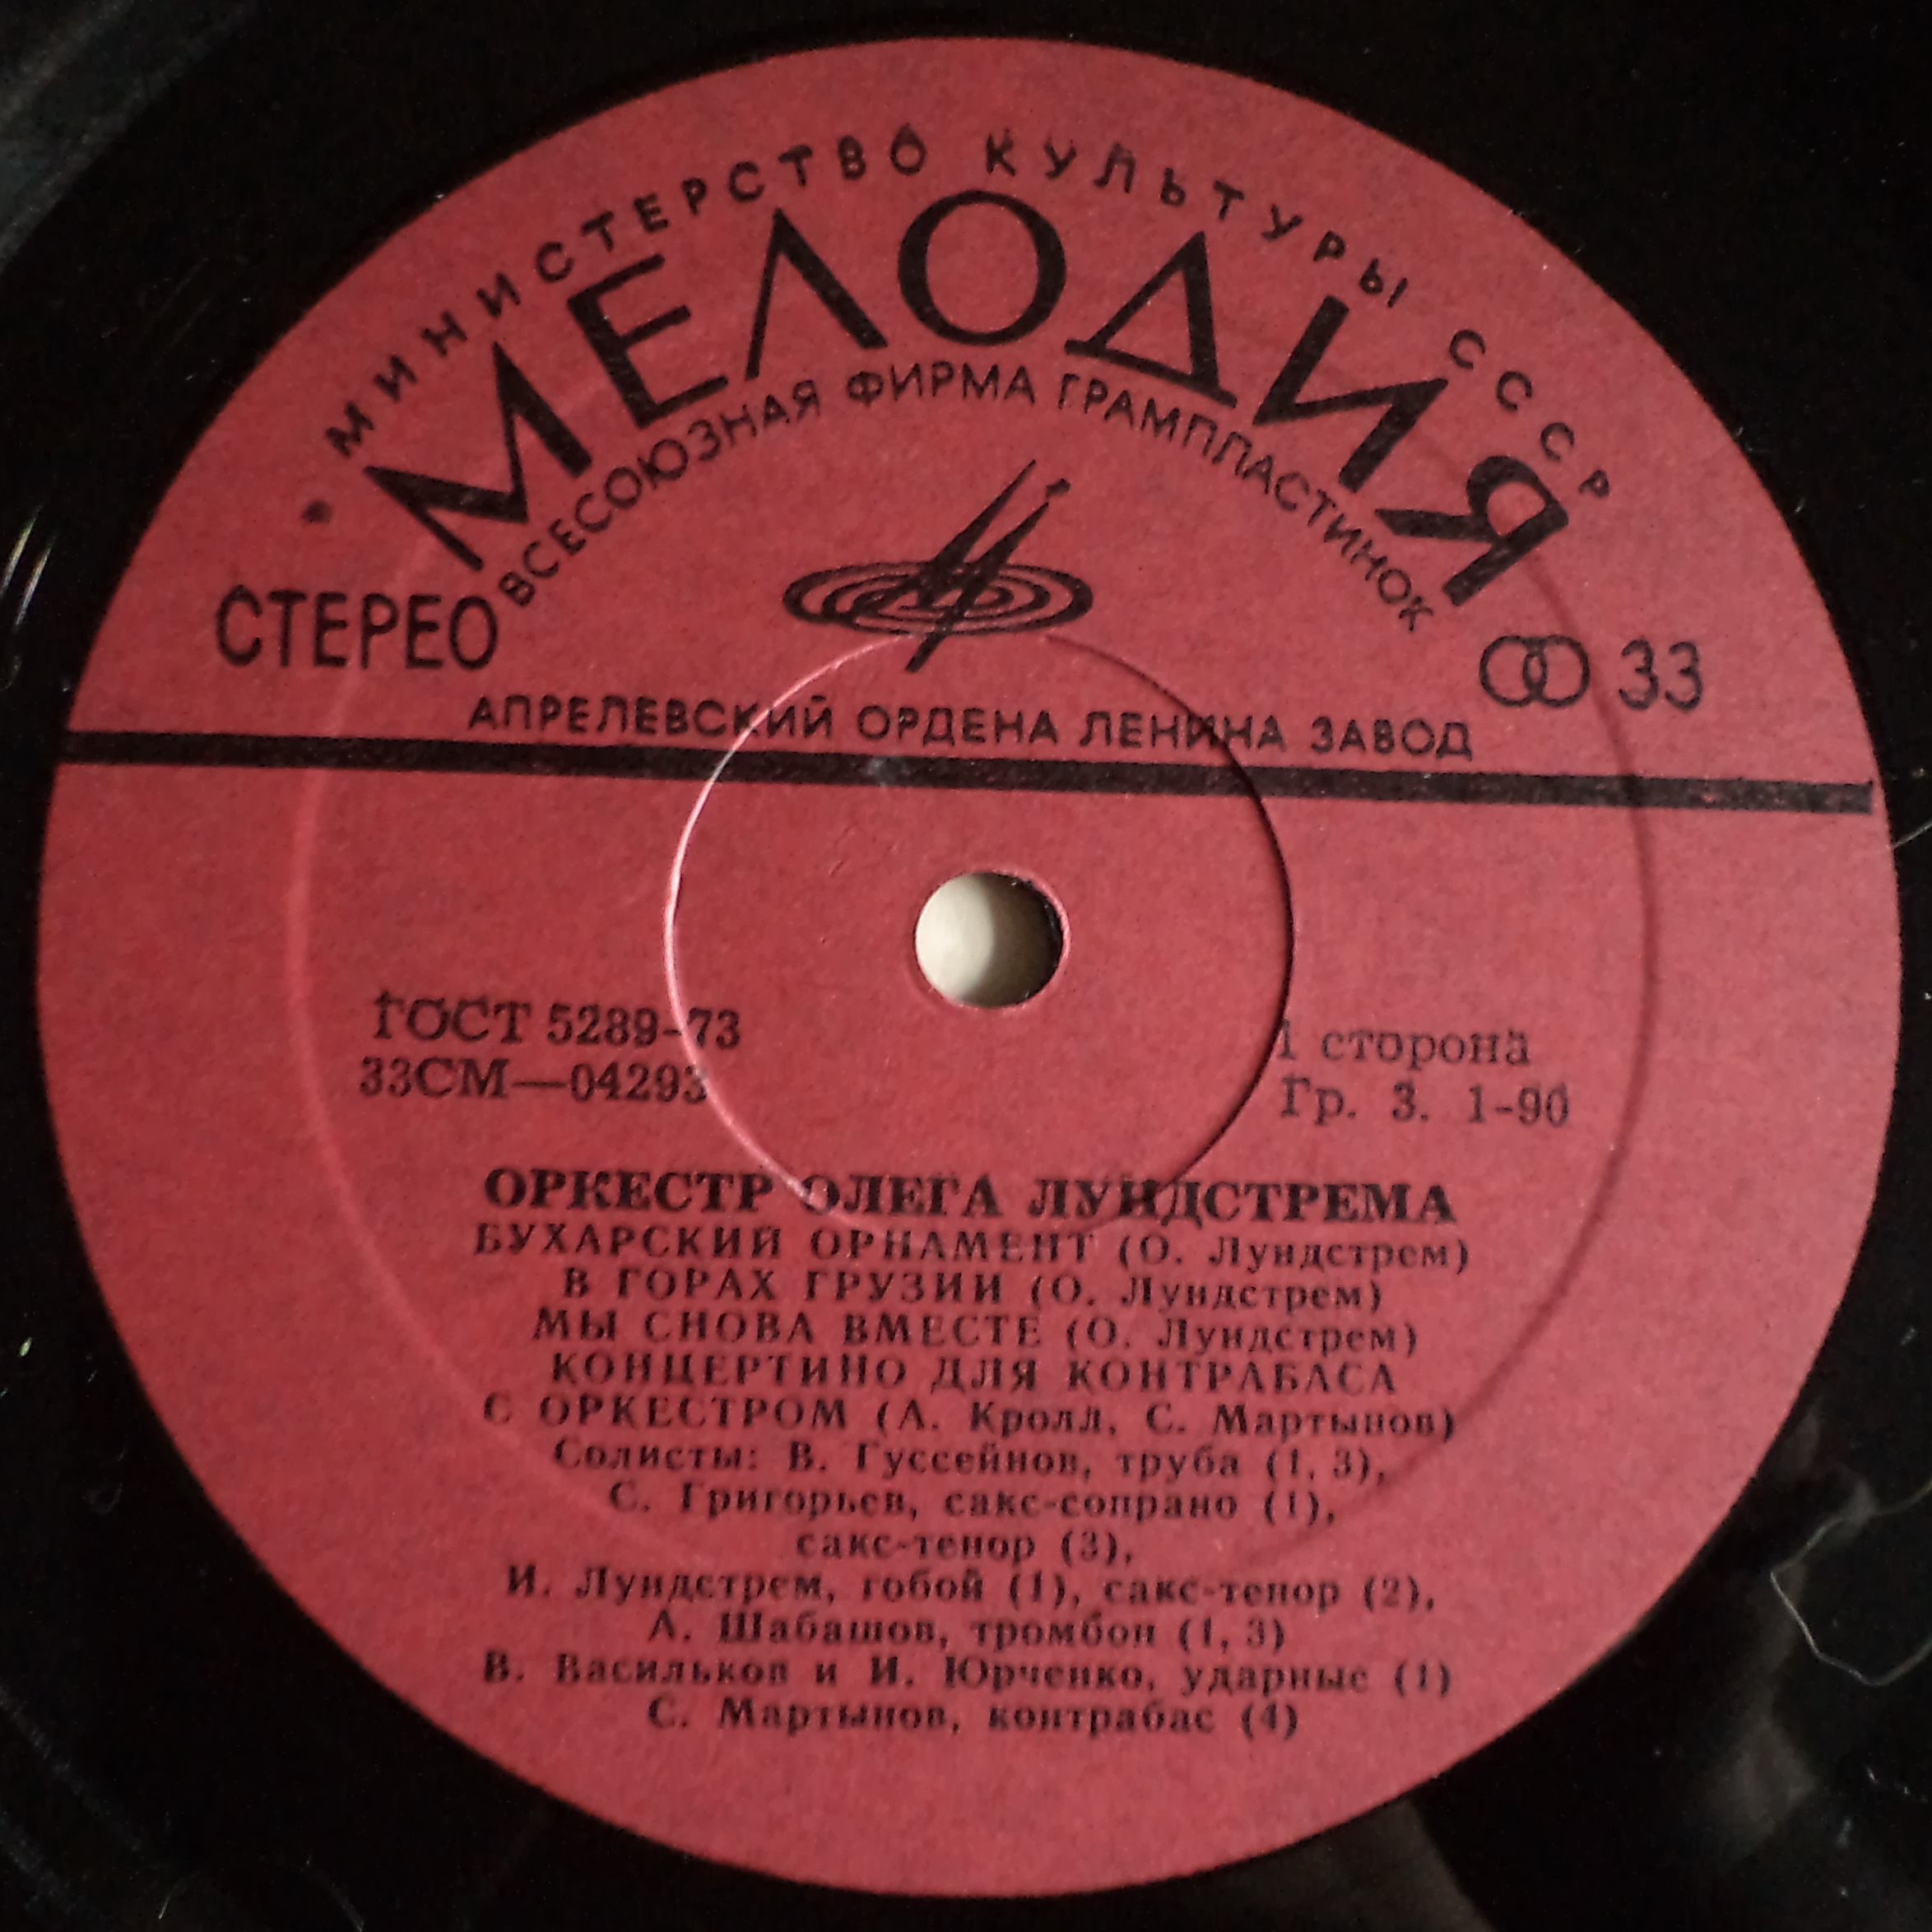 МИНИСТЕРСТВО КУЛЬТУРЫ СССР
МЕЛОДИЯ
ВСЕСОЮЗНАЯ ФИРМА ГРАМПЛАСТИНОК
СТЕРЕО
33
АПРЕЛЕВСКИЙ ОРДЕНА ЛЕНИНА ЗАВОД
ГОСТ 5289-73
33СМ—04293
1 сторона
Гр. 3. 1-90
ОРКЕСТР ОЛЕГА ЛУНДСТРЕМА
БУХАРСКИЙ ОРНАМЕНТ (О. Лундстрем)
В ГОРАХ ГРУЗИИ (О. Лундстрем)
МЫ СНОВА ВМЕСТЕ (О. Лундстрем)
КОНЦЕРТИНО ДЛЯ КОНТРАБАСА
С ОРКЕСТРОМ (А. Кролл, С. Мартынов)
Солисты: В. Гуссейнов, труба (1, 3),
С. Григорьев, сакс-сопрано (1),
сакс-тенор (3),
И. Лундстрем, гобой (1), сакс-тенор (2),
А. Шабашов, тромбон (1, 3)
В. Васильков и И. Юрченко, ударные (1)
С. Мартынов, контрабас (4)